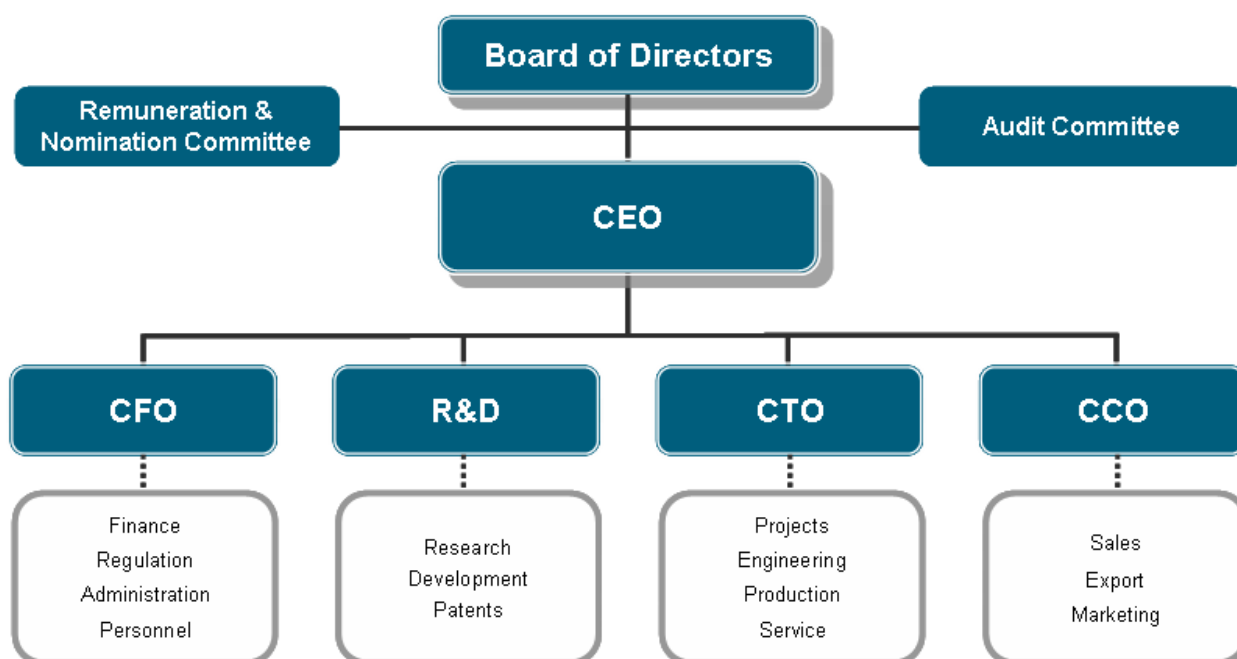 Board of Directors
Remuneration &
Nomination Committee
Audit Committee
CEO
CFO
R&D
CTO
CCO
Finance
Regulation
Administration
Personnel
Research
Development
Patents
Projects
Engineering
Production
Service
Sales
Export
Marketing